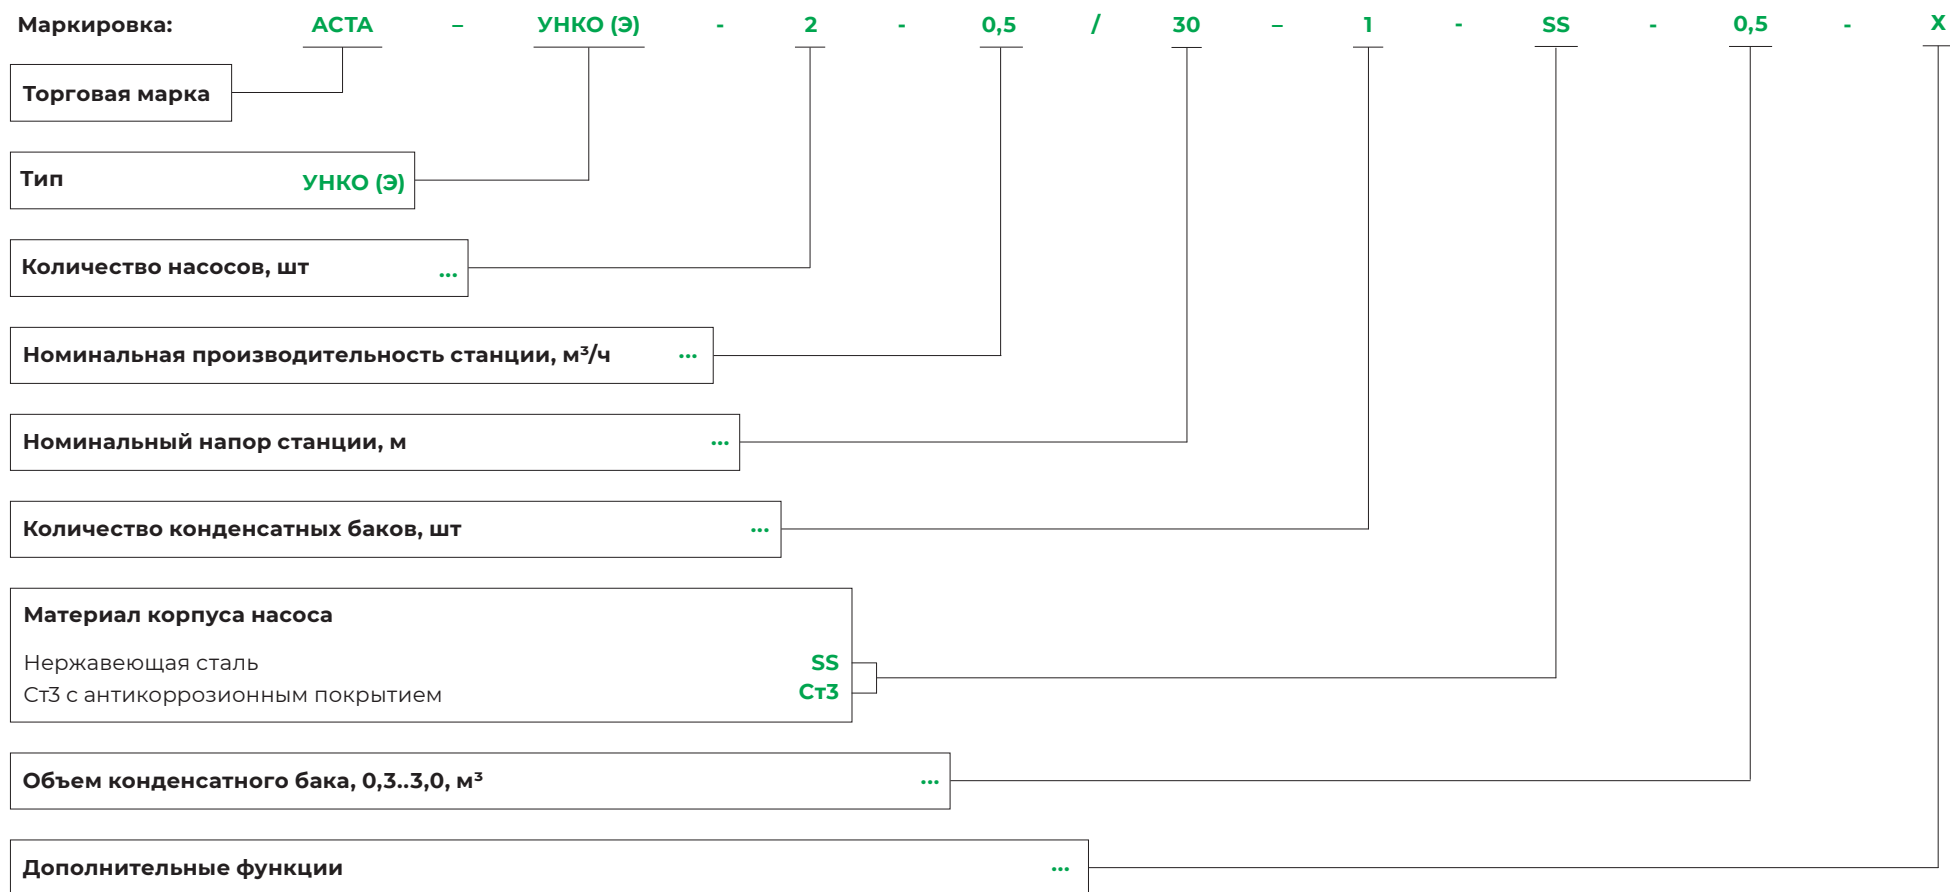 Маркировка: АСТА – УНКО (Э) - 2 - 0,5 / 30 – 1 - SS - 0,5 - X
Торговая марка
Тип УНКО (Э)
Количество насосов, шт ...
Номинальная производительность станции, м³/ч ...
Номинальный напор станции, м ...
Количество конденсатных баков, шт ...
Материал корпуса насоса
Нержавеющая сталь SS
Ст3 с антикоррозионным покрытием Ст3
Объем конденсатного бака, 0,3..3,0, м³ ...
Дополнительные функции ...